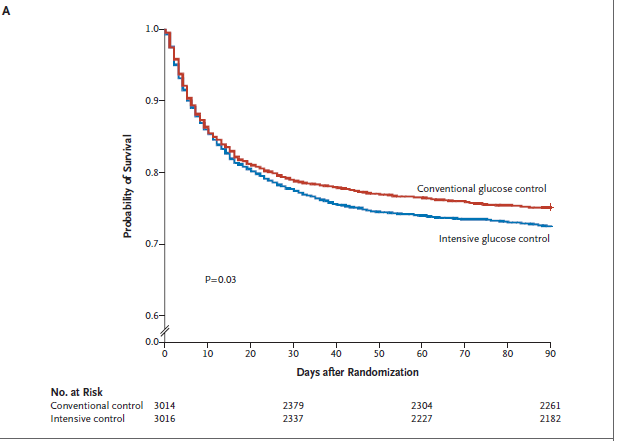 A
1.0
0.9
0.8
0.7
0.6
0.0
Probability of Survival
Conventional glucose control
Intensive glucose control
P=0.03
0 10 20 30 40 50 60 70 80 90
Days after Randomization
No. at Risk
Conventional control 3014 2379 2304 2261
Intensive control 3016 2337 2227 2182